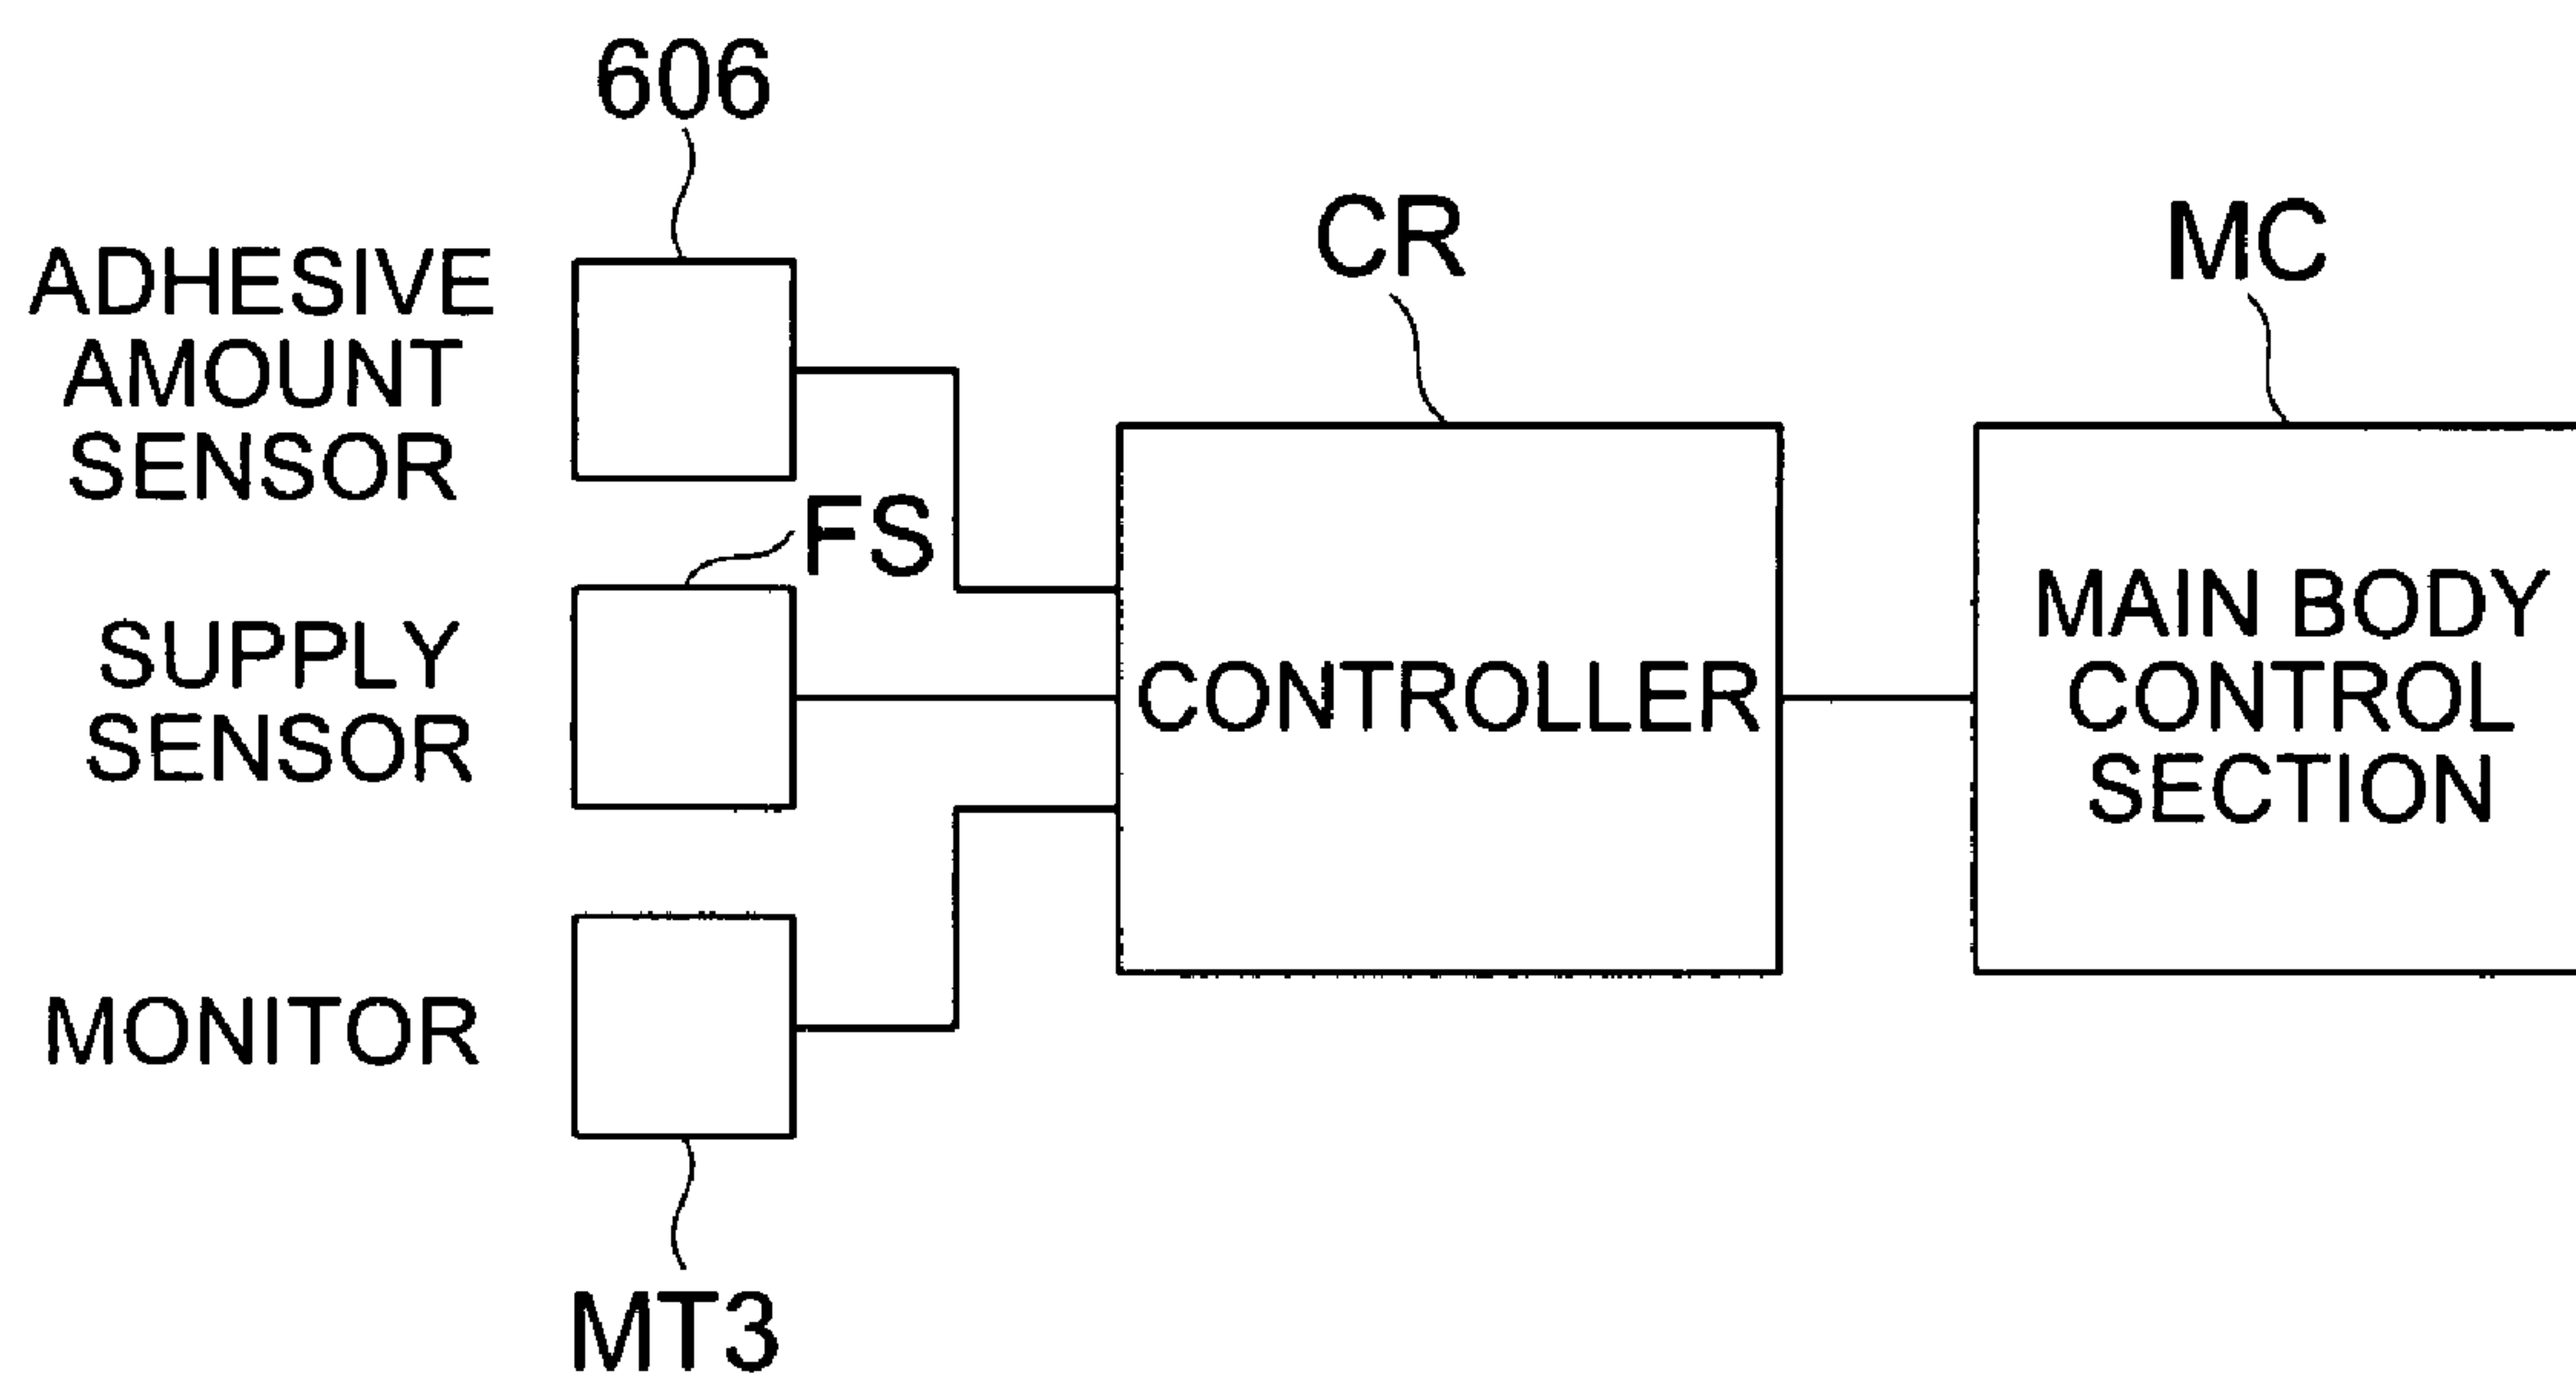 606
ADHESIVE
AMOUNT
SENSOR
FS
SUPPLY
SENSOR
MONITOR
MT3
CR
CONTROLLER
MC
MAIN BODY
CONTROL
SECTION